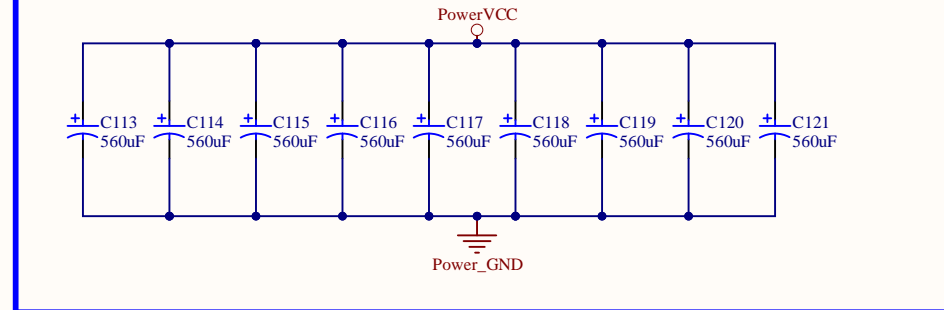 PowerVCC
C113
560uF
C114
560uF
C115
560uF
C116
560uF
C117
560uF
C118
560uF
C119
560uF
C120
560uF
C121
560uF
Power_GND